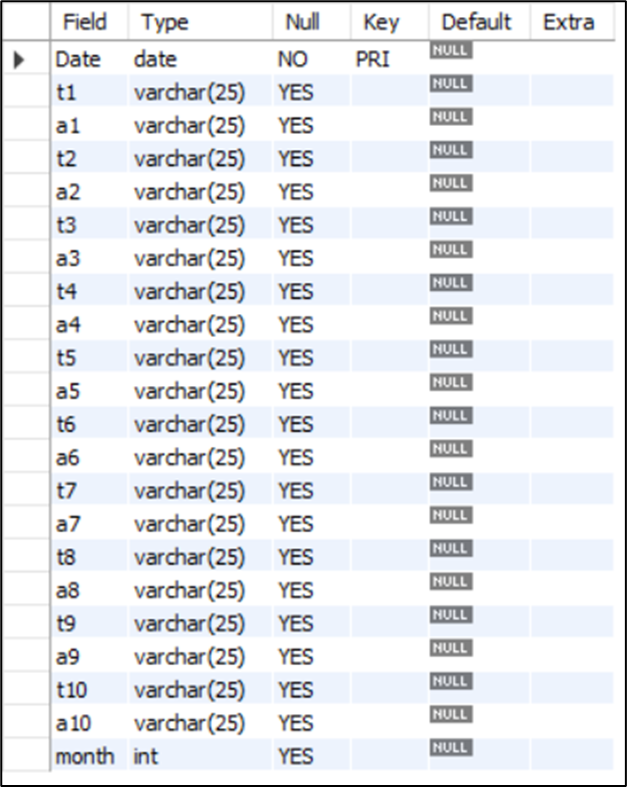 Field Type Null Key Default Extra
Date date NO PRI NULL
t1 varchar(25) YES NULL
a1 varchar(25) YES NULL
t2 varchar(25) YES NULL
a2 varchar(25) YES NULL
t3 varchar(25) YES NULL
a3 varchar(25) YES NULL
t4 varchar(25) YES NULL
a4 varchar(25) YES NULL
t5 varchar(25) YES NULL
a5 varchar(25) YES NULL
t6 varchar(25) YES NULL
a6 varchar(25) YES NULL
t7 varchar(25) YES NULL
a7 varchar(25) YES NULL
t8 varchar(25) YES NULL
a8 varchar(25) YES NULL
t9 varchar(25) YES NULL
a9 varchar(25) YES NULL
t10 varchar(25) YES NULL
a10 varchar(25) YES NULL
month int YES NULL